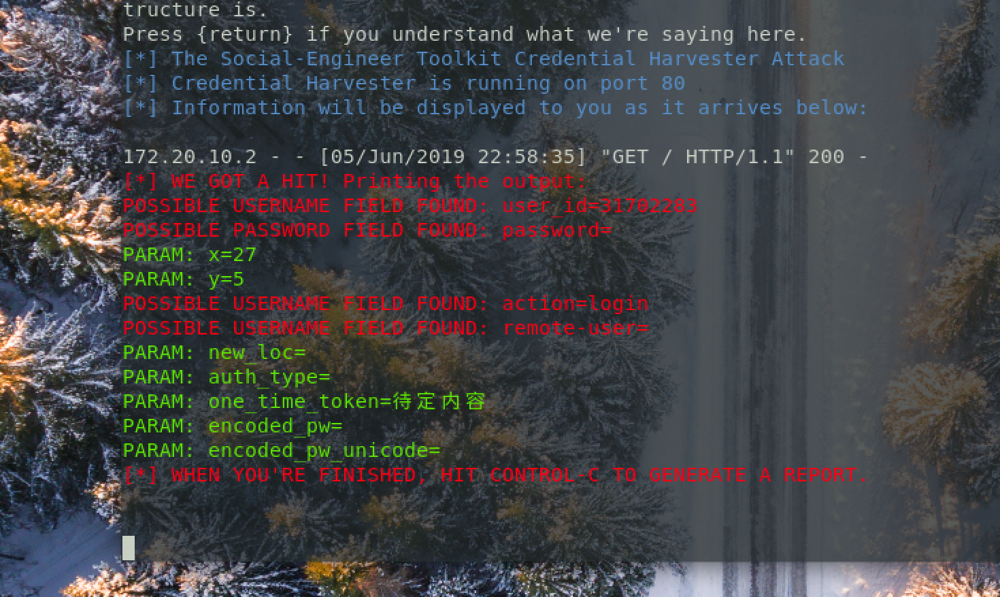 tructure is.
Press {return} if you understand what we're saying here.
[*] The Social-Engineer Toolkit Credential Harvester Attack
[*] Credential Harvester is running on port 80
[*] Information will be displayed to you as it arrives below:
172.20.10.2 - - [05/Jun/2019 22:58:35] "GET / HTTP/1.1" 200 -
[*] WE GOT A HIT! Printing the output:
POSSIBLE USERNAME FIELD FOUND: user_id=31702283
POSSIBLE PASSWORD FIELD FOUND: password=
PARAM: x=27
PARAM: y=5
POSSIBLE USERNAME FIELD FOUND: action=login
POSSIBLE USERNAME FIELD FOUND: remote-user=
PARAM: new_loc=
PARAM: auth_type=
PARAM: one_time_token=待定内容
PARAM: encoded_pw=
PARAM: encoded_pw_unicode=
[*] WHEN YOU'RE FINISHED, HIT CONTROL-C TO GENERATE A REPORT.